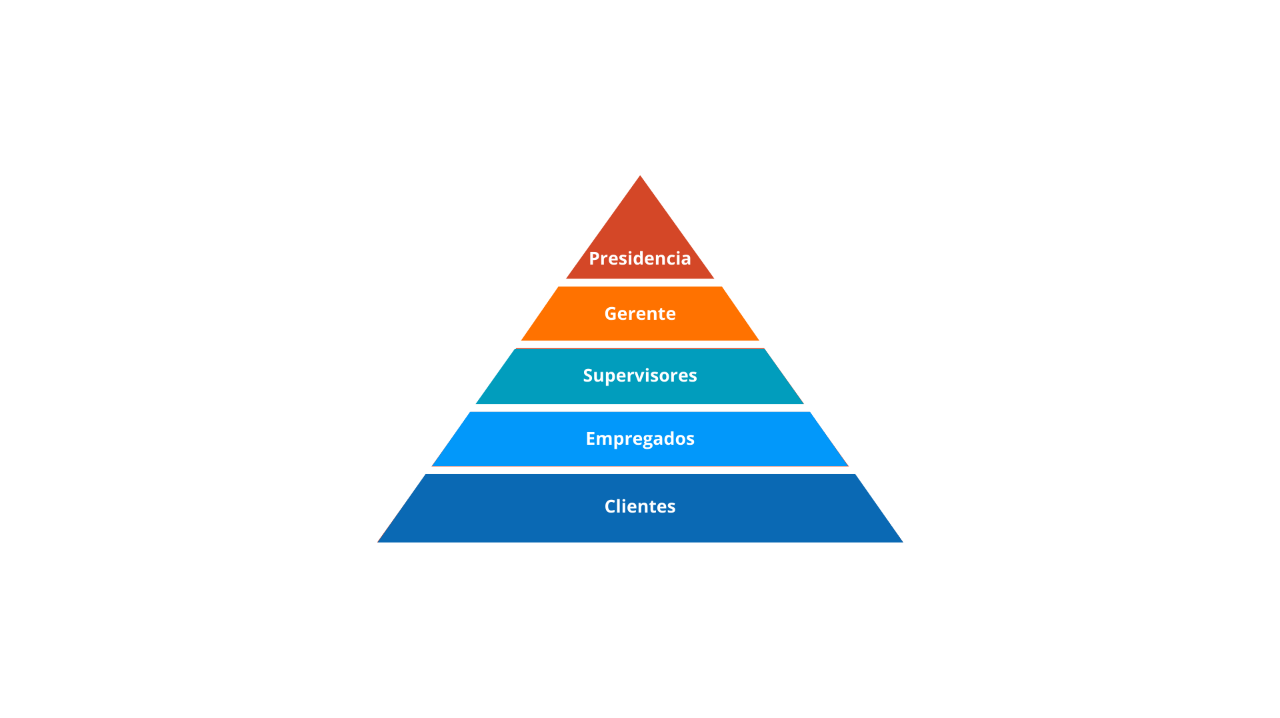 Presidencia
Gerente
Supervisores
Empregados
Clientes